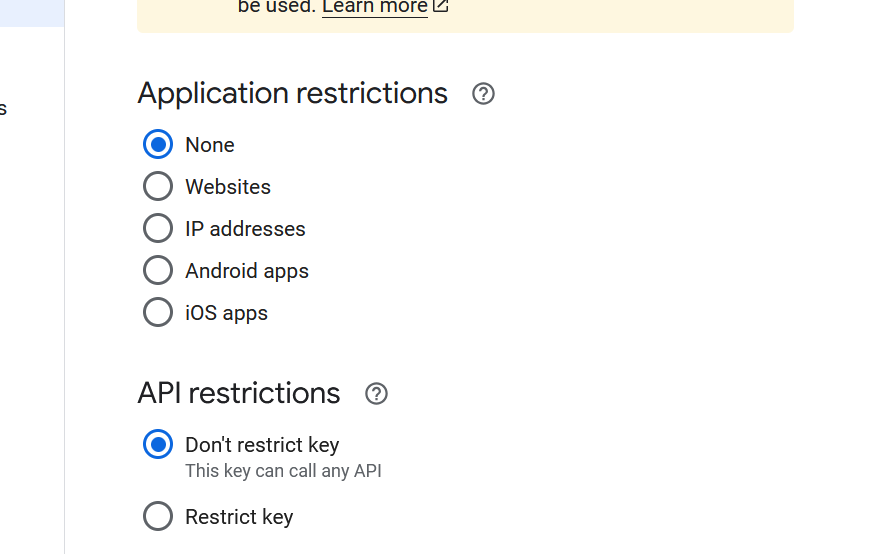 be used. Learn more
s
Application restrictions
None
Websites
IP addresses
Android apps
iOS apps
API restrictions
Don't restrict key
This key can call any API
Restrict key